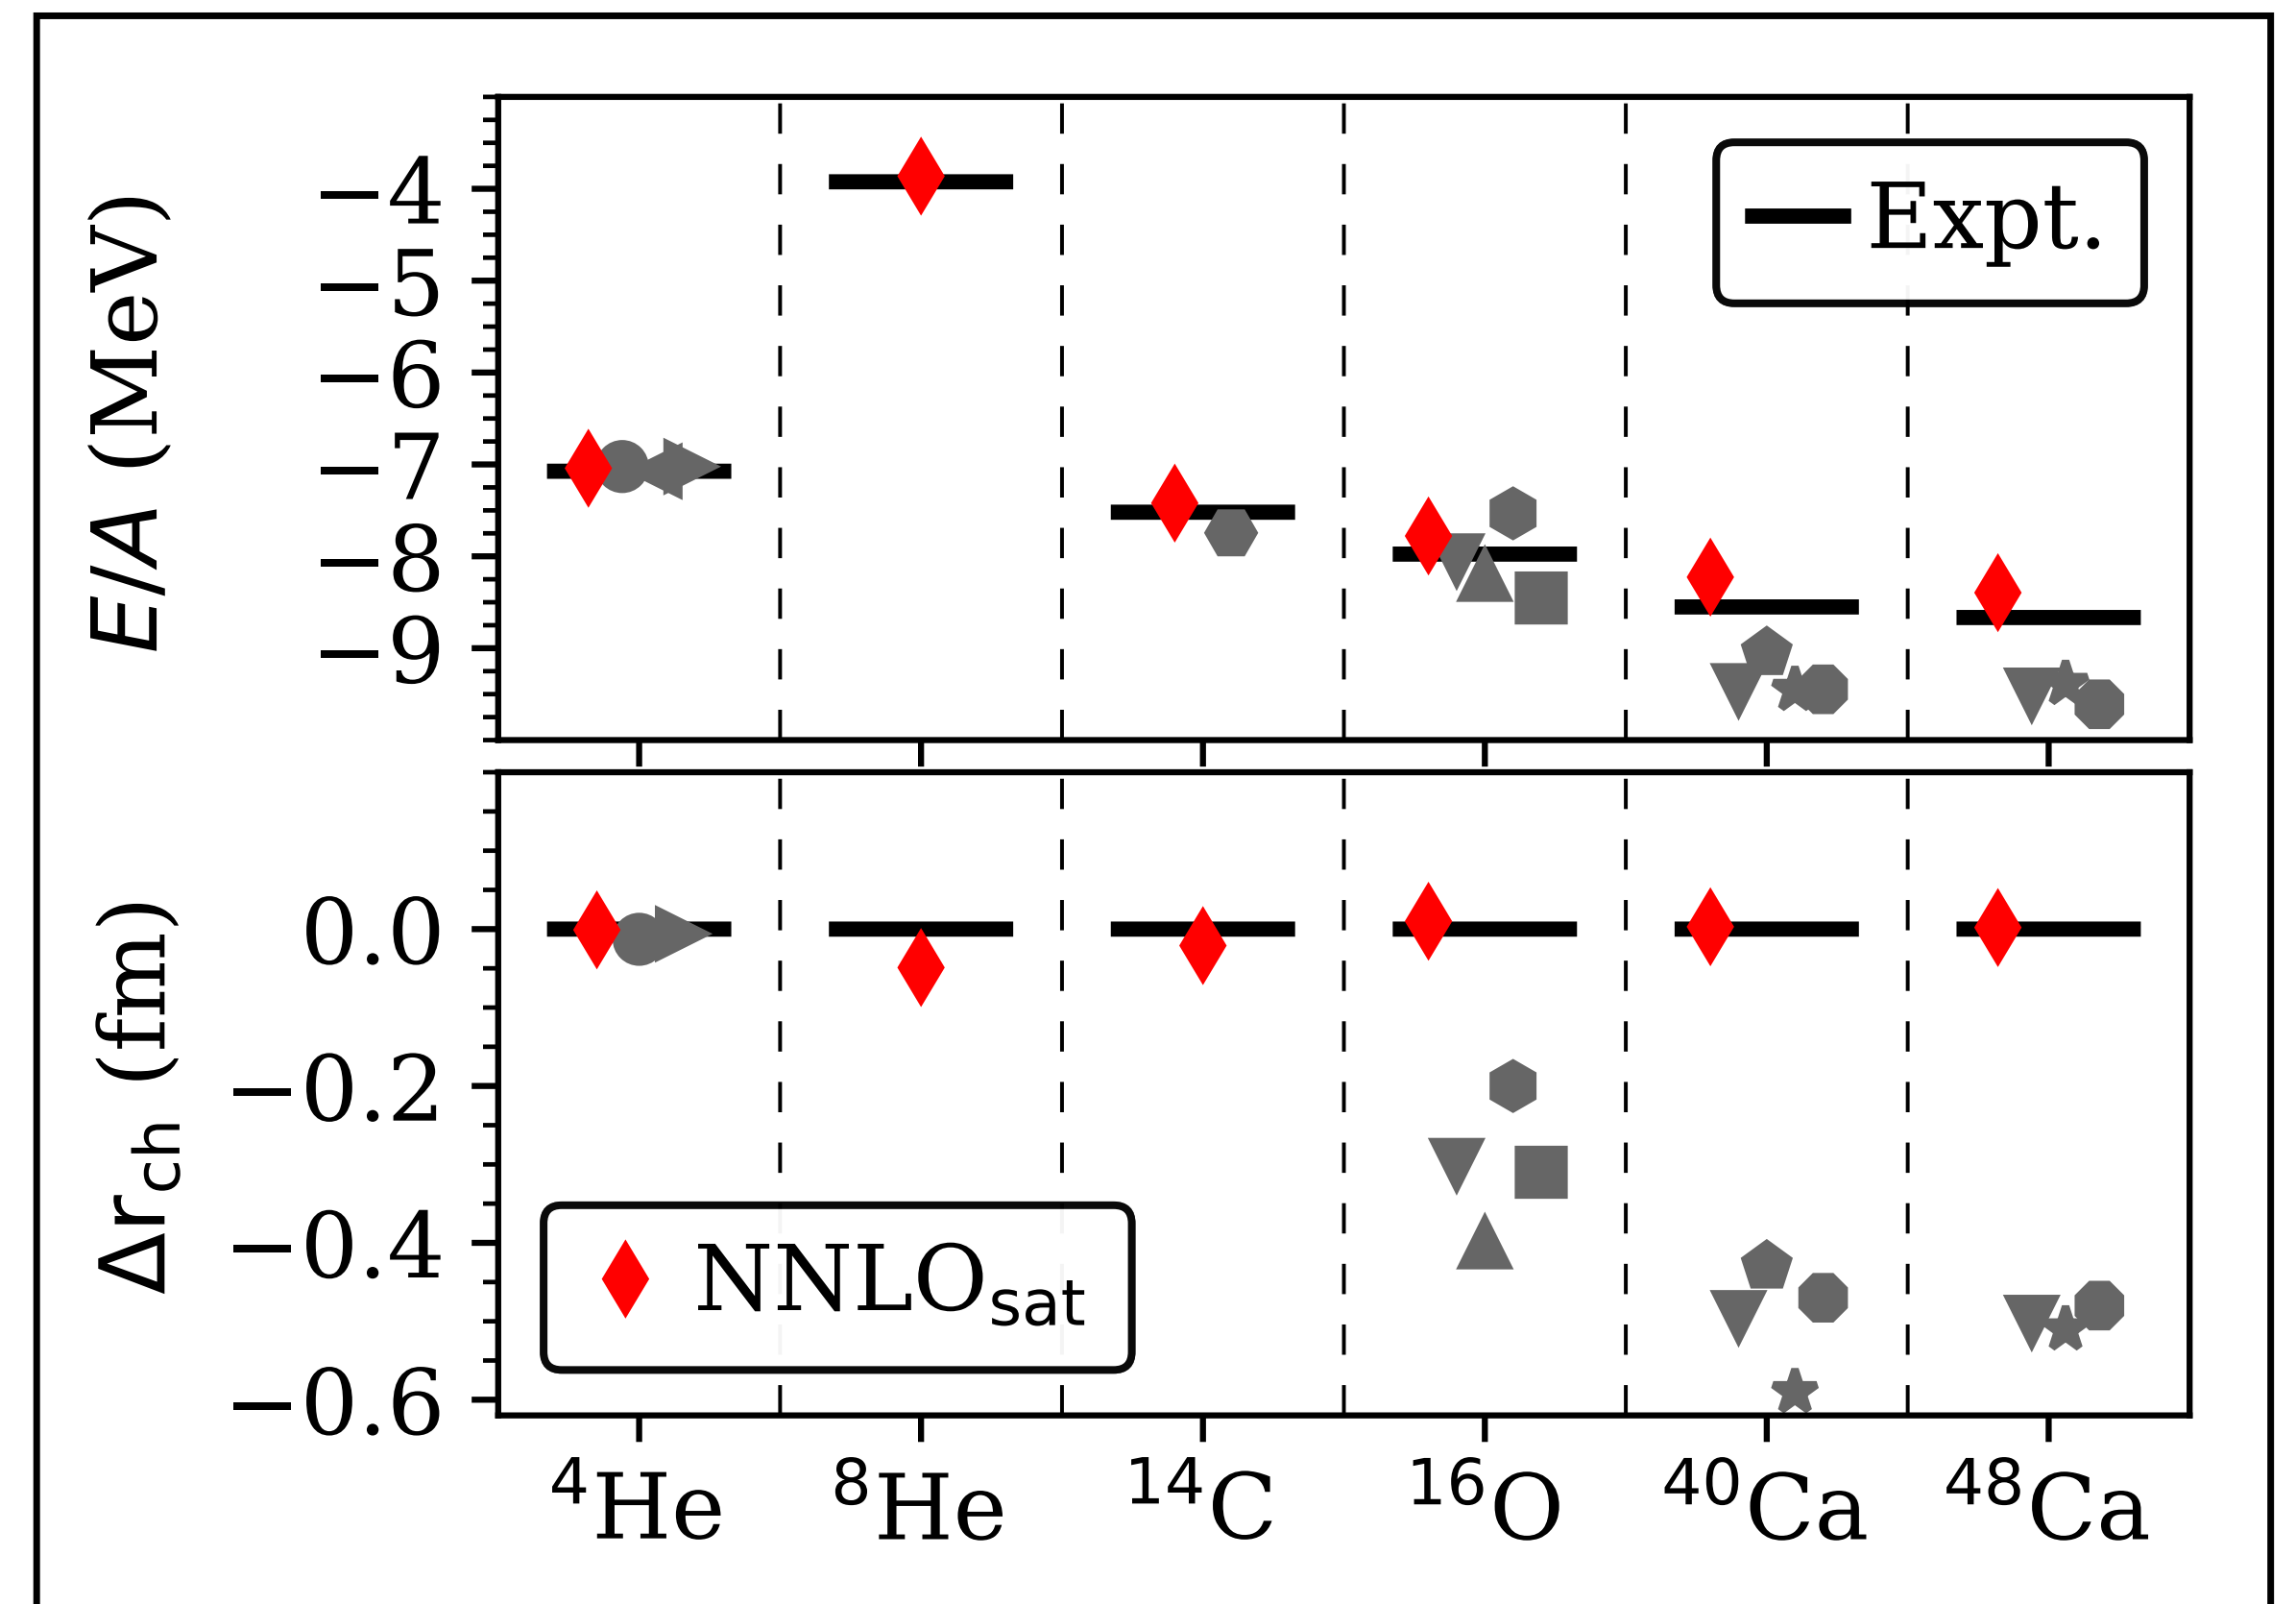 E/A (MeV)
−4
−5
−6
−7
−8
−9
Expt.
Δr_ch (fm)
0.0
−0.2
−0.4
−0.6
NNLO_sat
⁴He ⁸He ¹⁴C ¹⁶O ⁴⁰Ca ⁴⁸Ca